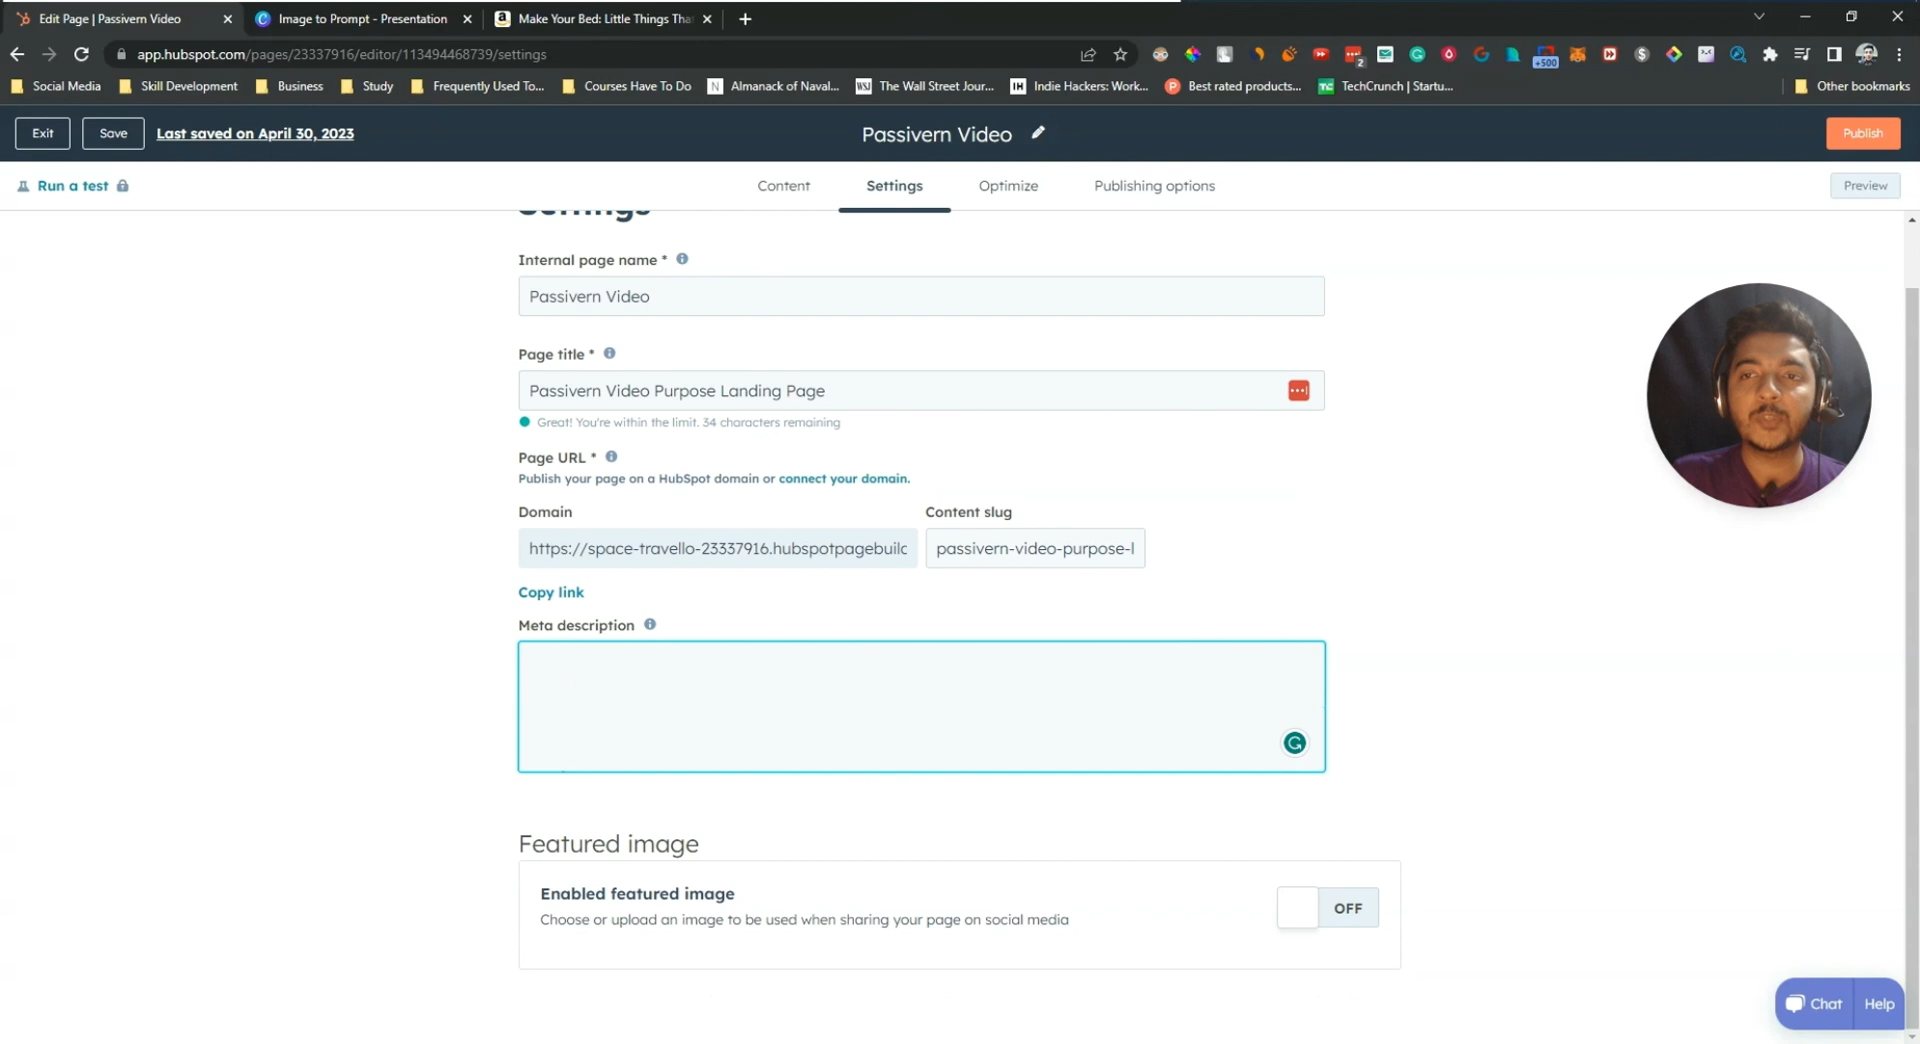 Edit Page | Passivern Video
Image to Prompt - Presentation
Make Your Bed: Little Things Tha
app.hubspot.com/pages/23337916/editor/113494468739/settings
2
+500
Social Media
Skill Development
Business
Study
Frequently Used To...
Courses Have To Do
N Almanack of Naval...
WSJ The Wall Street Jour...
IH Indie Hackers: Work...
P Best rated products...
TC TechCrunch | Startu...
Other bookmarks
Exit
Save
Last saved on April 30, 2023
Passivern Video
Publish
Run a test
Content
Settings
Optimize
Publishing options
Preview
Settings
Internal page name *
Passivern Video
Page title *
Passivern Video Purpose Landing Page
Great! You're within the limit. 34 characters remaining
Page URL *
Publish your page on a HubSpot domain or connect your domain.
Domain
Content slug
https://space-travello-23337916.hubspotpagebuilc
passivern-video-purpose-l
Copy link
Meta description
Featured image
Enabled featured image
Choose or upload an image to be used when sharing your page on social media
OFF
Chat
Help